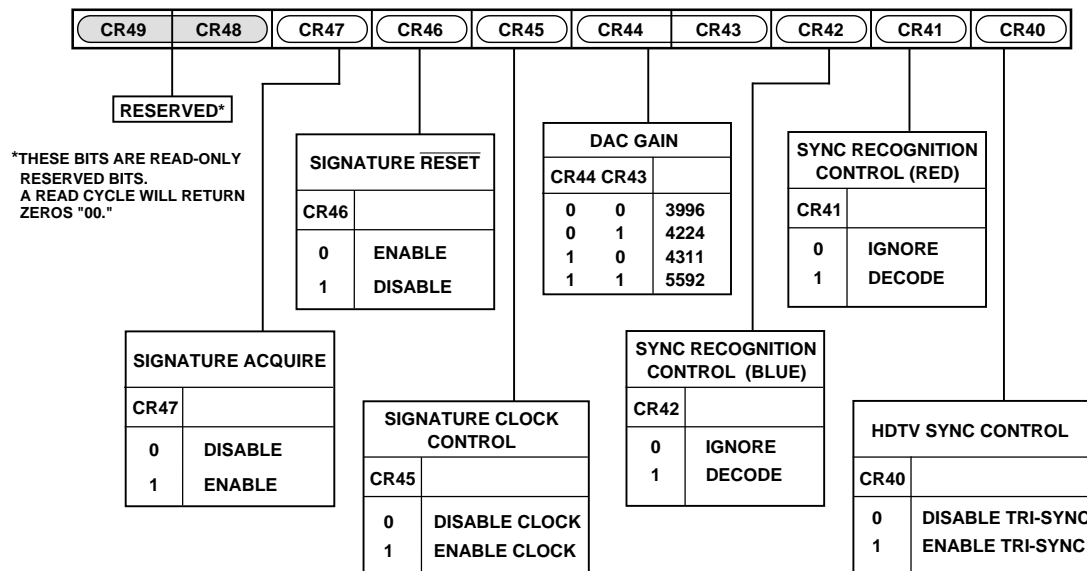 CR49 CR48 CR47 CR46 CR45 CR44 CR43 CR42 CR41 CR40
RESERVED*
*THESE BITS ARE READ-ONLY
RESERVED BITS.
A READ CYCLE WILL RETURN
ZEROS "00."
SIGNATURE RESET
CR46
0 ENABLE
1 DISABLE
DAC GAIN
CR44 CR43
0 0 3996
0 1 4224
1 0 4311
1 1 5592
SYNC RECOGNITION
CONTROL (RED)
CR41
0 IGNORE
1 DECODE
SIGNATURE ACQUIRE
CR47
0 DISABLE
1 ENABLE
SIGNATURE CLOCK
CONTROL
CR45
0 DISABLE CLOCK
1 ENABLE CLOCK
SYNC RECOGNITION
CONTROL (BLUE)
CR42
0 IGNORE
1 DECODE
HDTV SYNC CONTROL
CR40
0 DISABLE TRI-SYNC
1 ENABLE TRI-SYNC